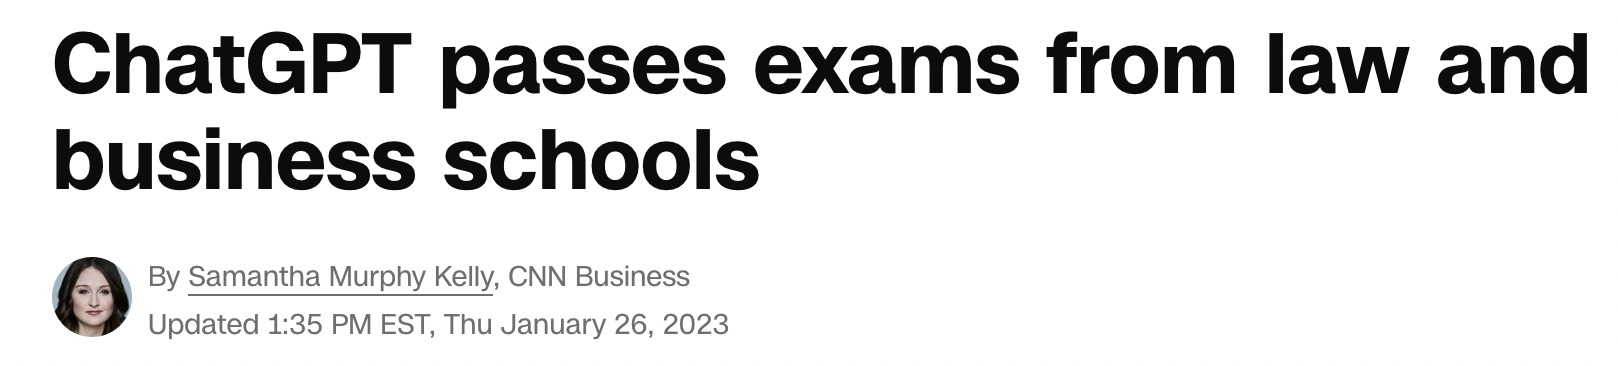 ChatGPT passes exams from law and
business schools
By Samantha Murphy Kelly, CNN Business
Updated 1:35 PM EST, Thu January 26, 2023